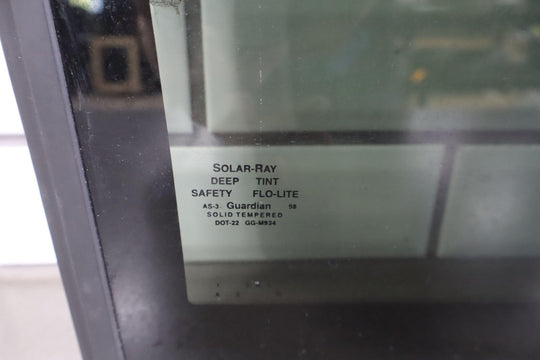 SOLAR-RAY
DEEP TINT
SAFETY FLO-LITE
AS-3 Guardian 58
SOLID TEMPERED
DOT-22 GG-M934